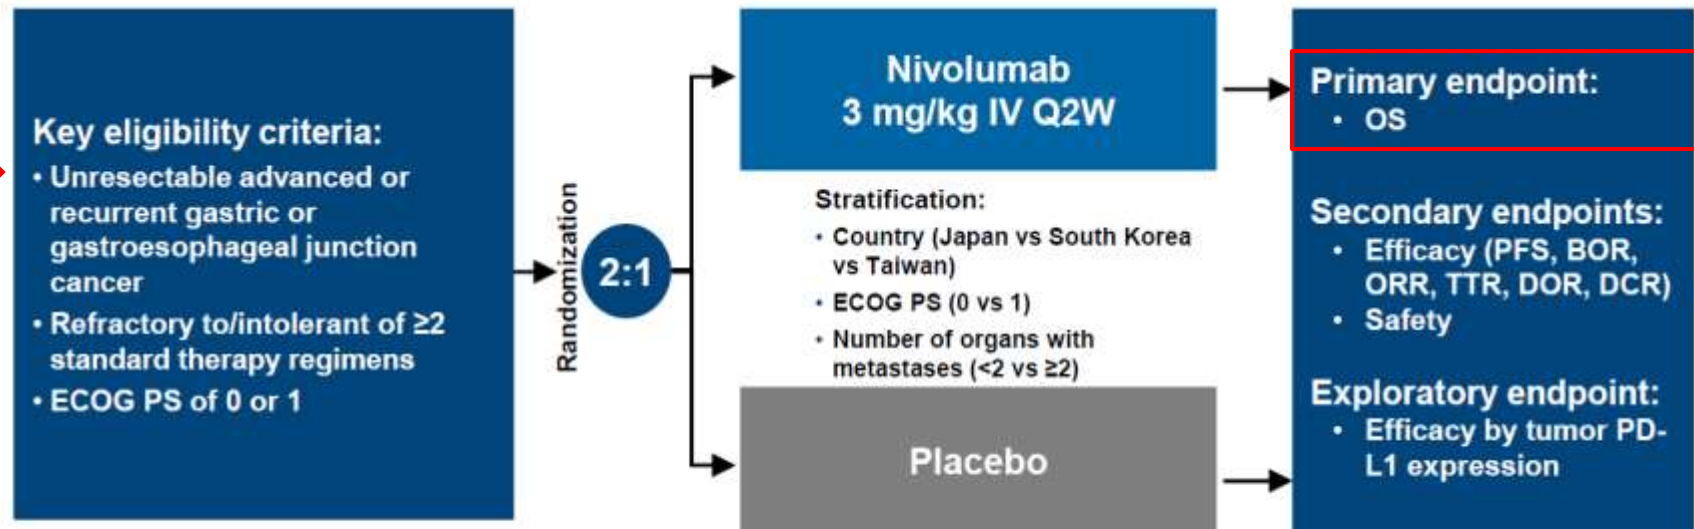 Key eligibility criteria:
• Unresectable advanced or
recurrent gastric or
gastroesophageal junction
cancer
• Refractory to/intolerant of ≥2
standard therapy regimens
• ECOG PS of 0 or 1
Randomization
2:1
Nivolumab
3 mg/kg IV Q2W
Stratification:
• Country (Japan vs South Korea
vs Taiwan)
• ECOG PS (0 vs 1)
• Number of organs with
metastases (<2 vs ≥2)
Placebo
Primary endpoint:
• OS
Secondary endpoints:
• Efficacy (PFS, BOR,
ORR, TTR, DOR, DCR)
• Safety
Exploratory endpoint:
• Efficacy by tumor PD-
L1 expression